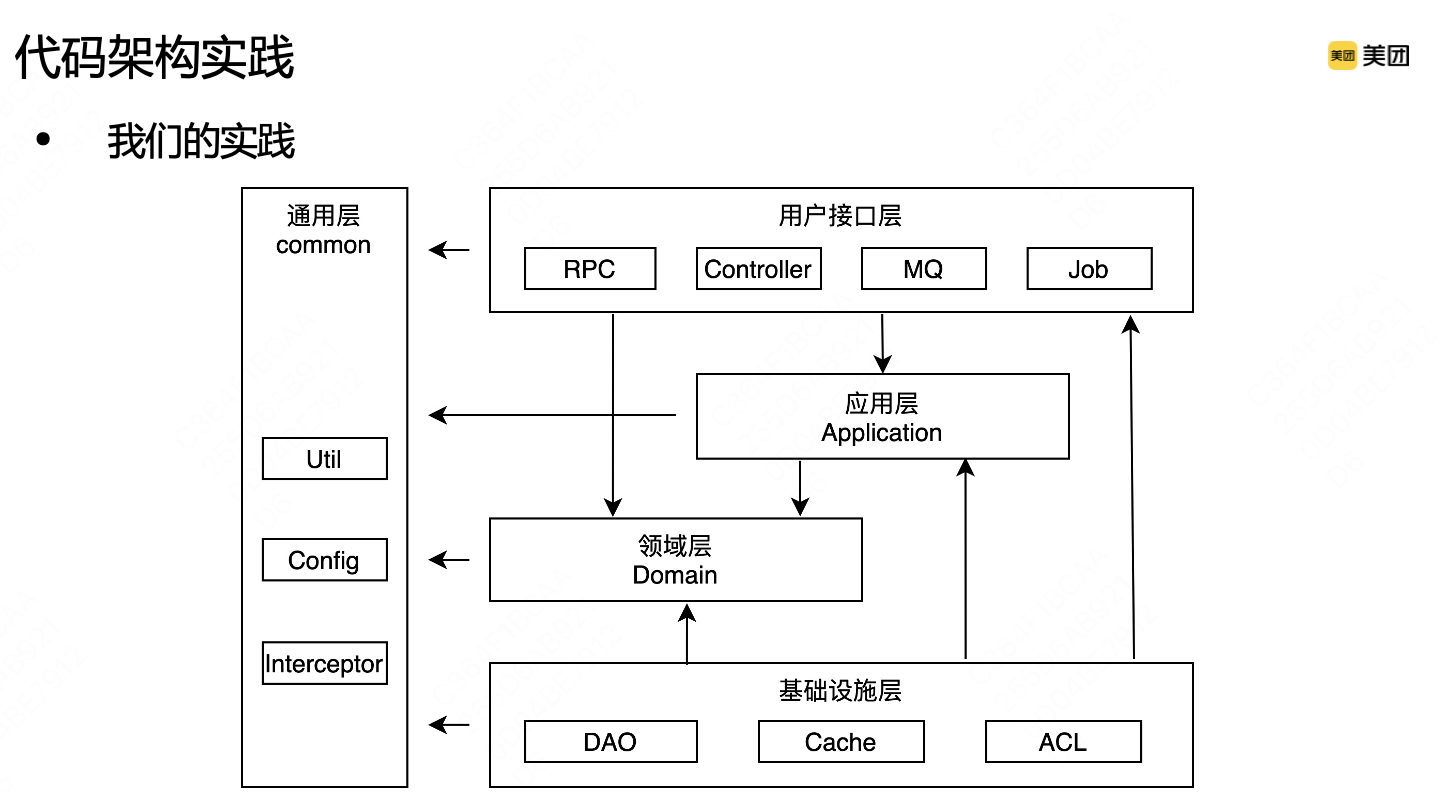 代码架构实践
美团 美团
• 我们的实践
通用层
common
Util
Config
Interceptor
用户接口层
RPC
Controller
MQ
Job
应用层
Application
领域层
Domain
基础设施层
DAO
Cache
ACL